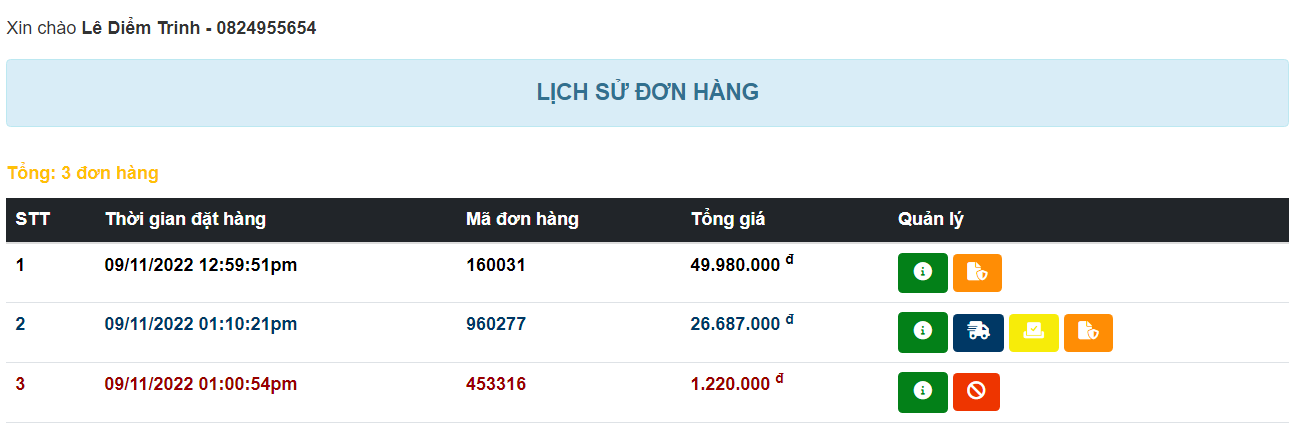 Xin chào Lê Diểm Trinh - 0824955654
LỊCH SỬ ĐƠN HÀNG
Tổng: 3 đơn hàng
STT Thời gian đặt hàng Mã đơn hàng Tổng giá Quản lý
1 09/11/2022 12:59:51pm 160031 49.980.000 đ
2 09/11/2022 01:10:21pm 960277 26.687.000 đ
3 09/11/2022 01:00:54pm 453316 1.220.000 đ